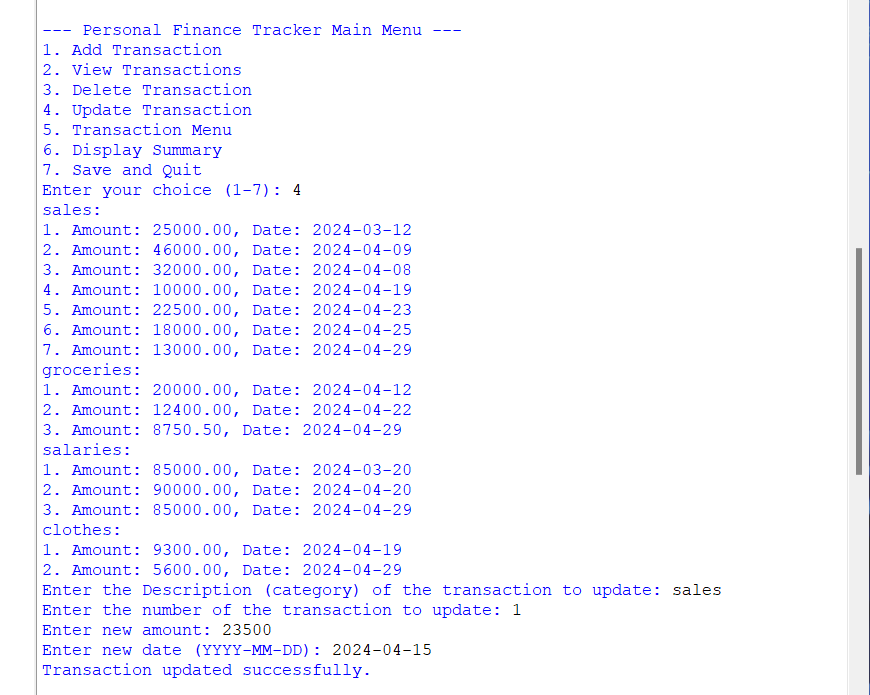 --- Personal Finance Tracker Main Menu ---
1. Add Transaction
2. View Transactions
3. Delete Transaction
4. Update Transaction
5. Transaction Menu
6. Display Summary
7. Save and Quit
Enter your choice (1-7): 4
sales:
1. Amount: 25000.00, Date: 2024-03-12
2. Amount: 46000.00, Date: 2024-04-09
3. Amount: 32000.00, Date: 2024-04-08
4. Amount: 10000.00, Date: 2024-04-19
5. Amount: 22500.00, Date: 2024-04-23
6. Amount: 18000.00, Date: 2024-04-25
7. Amount: 13000.00, Date: 2024-04-29
groceries:
1. Amount: 20000.00, Date: 2024-04-12
2. Amount: 12400.00, Date: 2024-04-22
3. Amount: 8750.50, Date: 2024-04-29
salaries:
1. Amount: 85000.00, Date: 2024-03-20
2. Amount: 90000.00, Date: 2024-04-20
3. Amount: 85000.00, Date: 2024-04-29
clothes:
1. Amount: 9300.00, Date: 2024-04-19
2. Amount: 5600.00, Date: 2024-04-29
Enter the Description (category) of the transaction to update: sales
Enter the number of the transaction to update: 1
Enter new amount: 23500
Enter new date (YYYY-MM-DD): 2024-04-15
Transaction updated successfully.